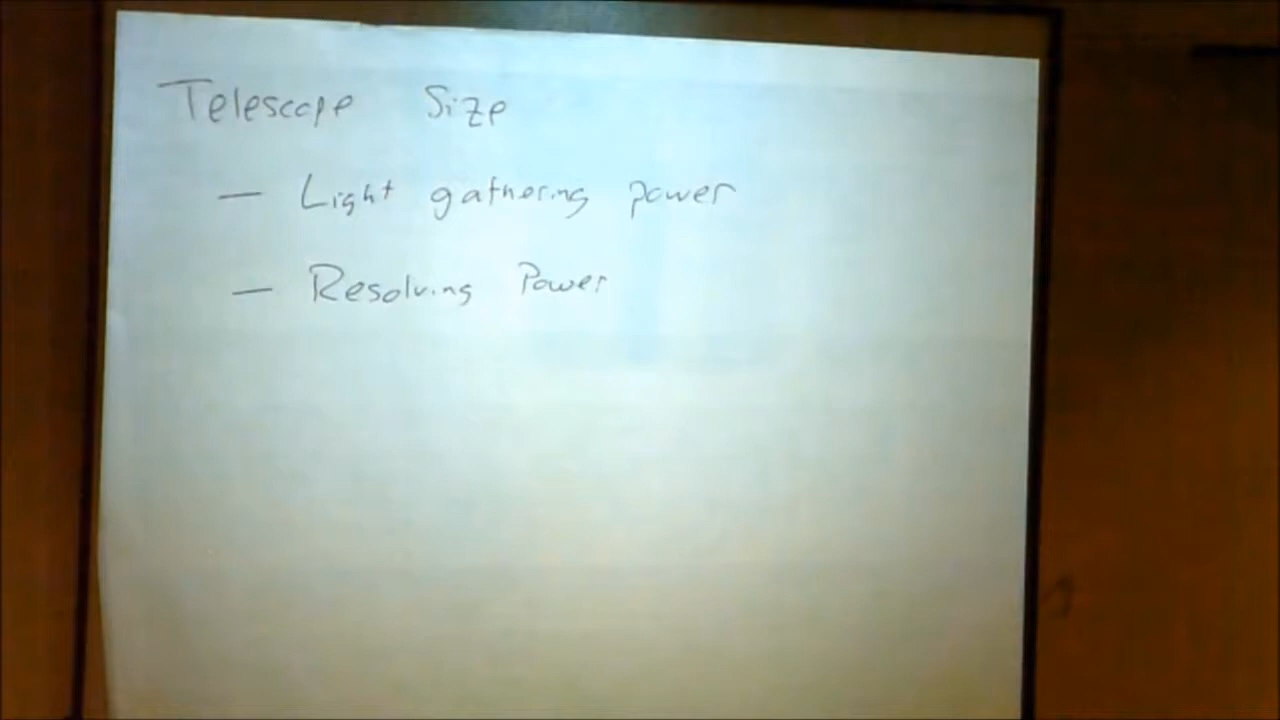 Telescope Size
— Light gathering power
— Resolving Power